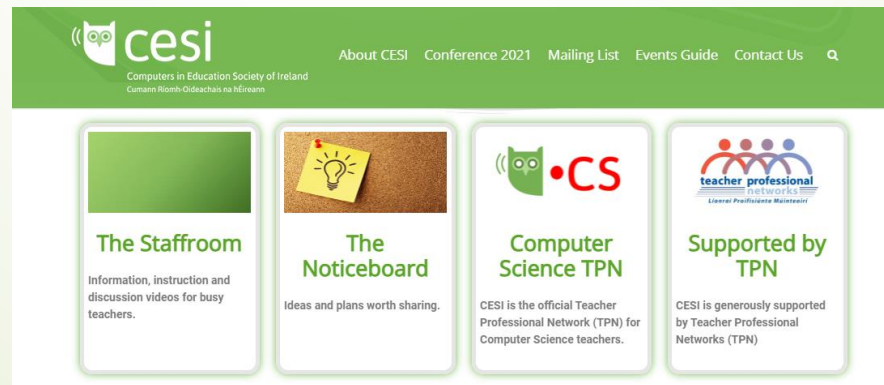 cesi
Computers in Education Society of Ireland
Cumann Ríomh-Oideachais na hÉireann
About CESI Conference 2021 Mailing List Events Guide Contact Us
The Staffroom
Information, instruction and
discussion videos for busy
teachers.
The
Noticeboard
Ideas and plans worth sharing.
•CS
Computer
Science TPN
CESI is the official Teacher
Professional Network (TPN) for
Computer Science teachers.
teacher professional
networks
Líonraí Proifisiúnta Múinteoirí
Supported by
TPN
CESI is generously supported
by Teacher Professional
Networks (TPN)